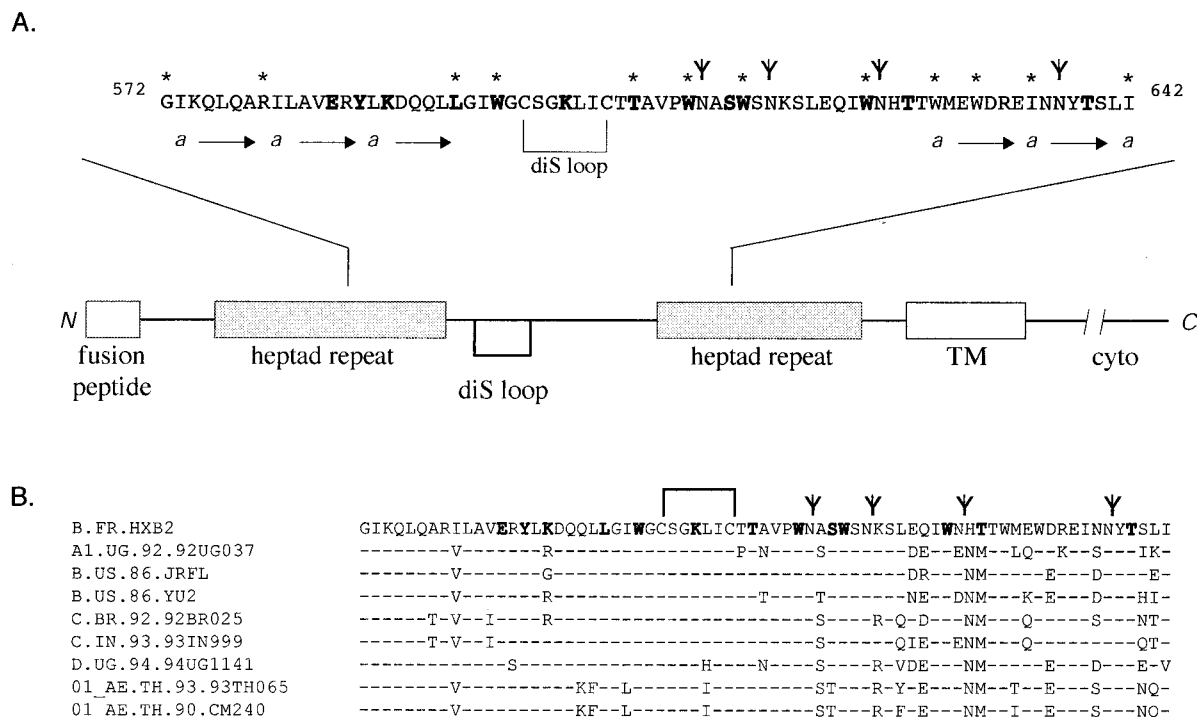 A.
* * * * * * * * * * *
572 GIKQLQARILAVERYLKDQQLLGIWGCSGKLICTTAVPWNASWSNKSLEQIWNHTTWMEWDREINNYTSLI 642
a a a a a a
diS loop
N C
fusion peptide
heptad repeat
diS loop
heptad repeat
TM
cyto
B.
B.FR.HXB2 GIKQLQARILAVERYLKDQQLLGIWGCSGKLICTTAVPWNASWSNKSLEQIWNHTTWMEWDREINNYTSLI
A1.UG.92.92UG037 --------V-------R----------------P-N----S-------DE--ENM--LQ--K--S---IK-
B.US.86.JRFL --------V-------G-------------------------------DR---NM-----E---D----E-
B.US.86.YU2 --------V-------R------------------T----T-------NE--DNM---K-E---D---HI-
C.BR.92.92BR025 ------T-V--I----R-----------------------S----R-Q-D---NM---Q-----S---NT-
C.IN.93.93IN999 ------T-V--I----------------------------S------QIE--ENM-------------QT-
D.UG.94.94UG1141 -------------S----------------H----N----S----R-VDE---NM-----E---D---E-V
01_AE.TH.93.93TH065 --------V----------KF--L------I---------ST---R-Y-E---NM--T--E---S---NQ-
01_AE.TH.90.CM240 --------V----------KF--L------I---------ST---R-F-E---NM--I--E---S---NQ-